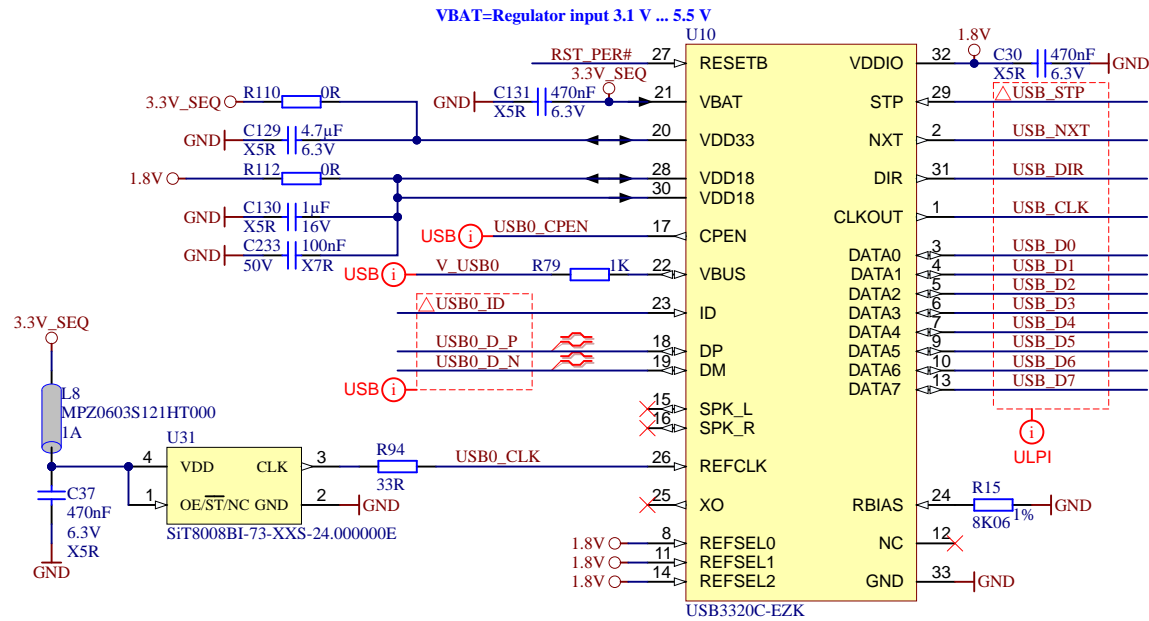 VBAT=Regulator input 3.1 V ... 5.5 V
U10
1.8V
RST_PER# 27 RESETB VDDIO 32 C30 470nF GND
X5R 6.3V
3.3V_SEQ
GND C131 470nF 21 VBAT STP 29 USB_STP
X5R 6.3V
3.3V_SEQ R110 0R
GND C129 4.7µF 20 VDD33 NXT 2 USB_NXT
X5R 6.3V
1.8V R112 0R 28 VDD18 DIR 31 USB_DIR
30 VDD18
GND C130 1µF CLKOUT 1 USB_CLK
X5R 16V
USB i USB0_CPEN 17 CPEN
GND C233 100nF DATA0 3 USB_D0
50V X7R
USB i V_USB0 R79 1K 22 VBUS DATA1 4 USB_D1
DATA2 5 USB_D2
USB0_ID 23 ID DATA3 6 USB_D3
DATA4 7 USB_D4
USB0_D_P 18 DP DATA5 9 USB_D5
USB0_D_N 19 DM DATA6 10 USB_D6
USB i DATA7 13 USB_D7
15 SPK_L
16 SPK_R
i
ULPI
3.3V_SEQ
L8
MPZ0603S121HT000
1A
U31
4 VDD CLK 3 R94 USB0_CLK 26 REFCLK
33R
1 OE/ST/NC GND 2 GND
SiT8008BI-73-XXS-24.000000E
C37
470nF
6.3V
X5R
GND
25 XO RBIAS 24 R15 GND
8K06 1%
1.8V 8 REFSEL0 NC 12
1.8V 11 REFSEL1
1.8V 14 REFSEL2 GND 33 GND
USB3320C-EZK